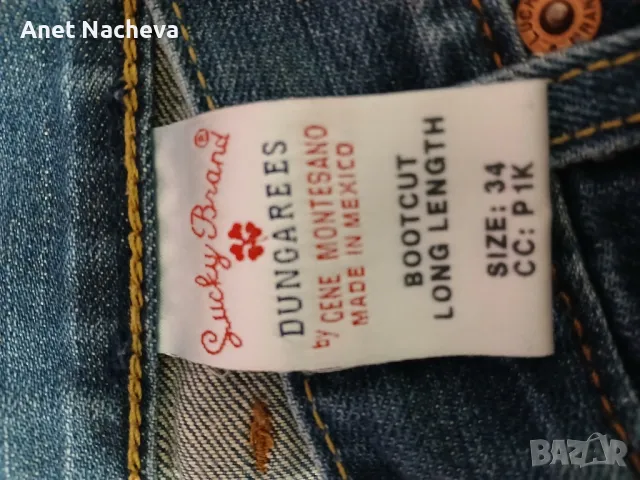 Anet Nacheva
Lucky Brand®
DUNGAREES
by GENE MONTESANO
MADE IN MEXICO
BOOTCUT
LONG LENGTH
SIZE: 34
CC: P1K
LUCKY
BAZAR